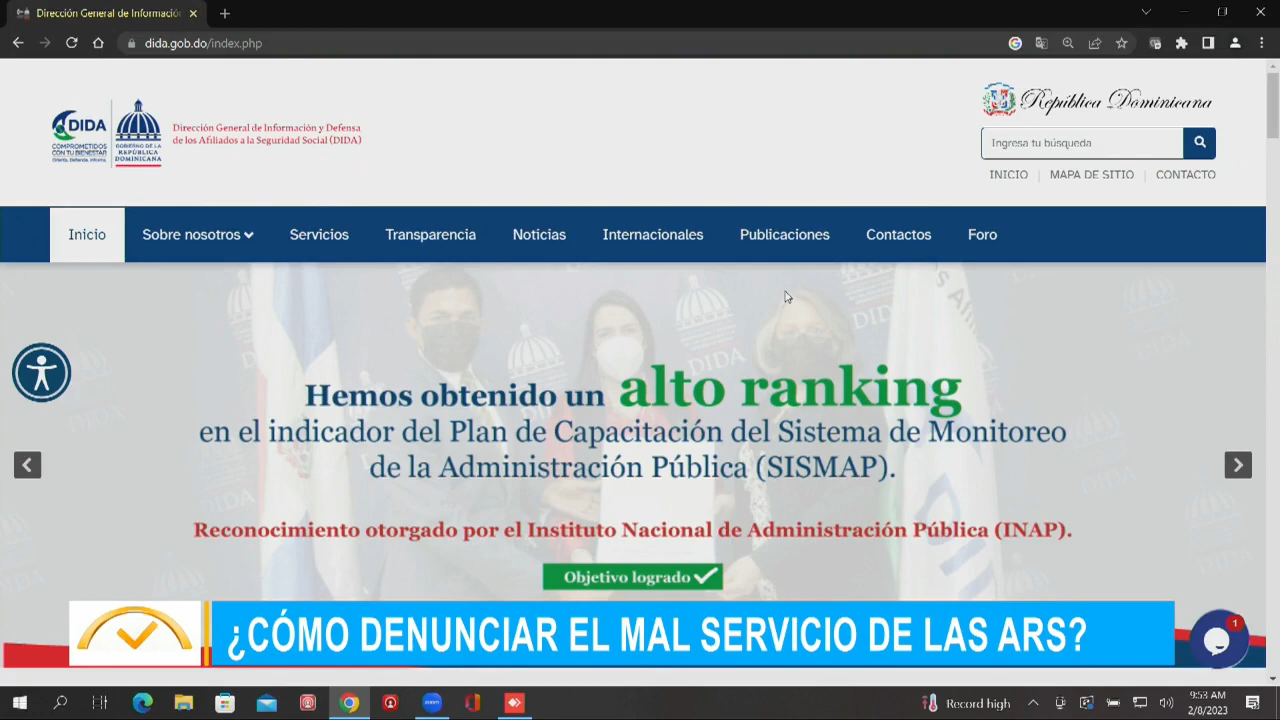 Dirección General de Informació
dida.gob.do/index.php
DIDA
COMPROMETIDOS
CON TU BIENESTAR
Orienta, Defiende, Informa.
GOBIERNO DE LA
REPÚBLICA
DOMINICANA
Dirección General de Información y Defensa
de los Afiliados a la Seguridad Social (DIDA)
República Dominicana
Ingresa tu búsqueda
INICIO | MAPA DE SITIO | CONTACTO
Inicio Sobre nosotros Servicios Transparencia Noticias Internacionales Publicaciones Contactos Foro
DIDA
Hemos obtenido un alto ranking
en el indicador del Plan de Capacitación del Sistema de Monitoreo
de la Administración Pública (SISMAP).
Reconocimiento otorgado por el Instituto Nacional de Administración Pública (INAP).
Objetivo logrado
¿CÓMO DENUNCIAR EL MAL SERVICIO DE LAS ARS?
1
Record high
9:53 AM
2/8/2023